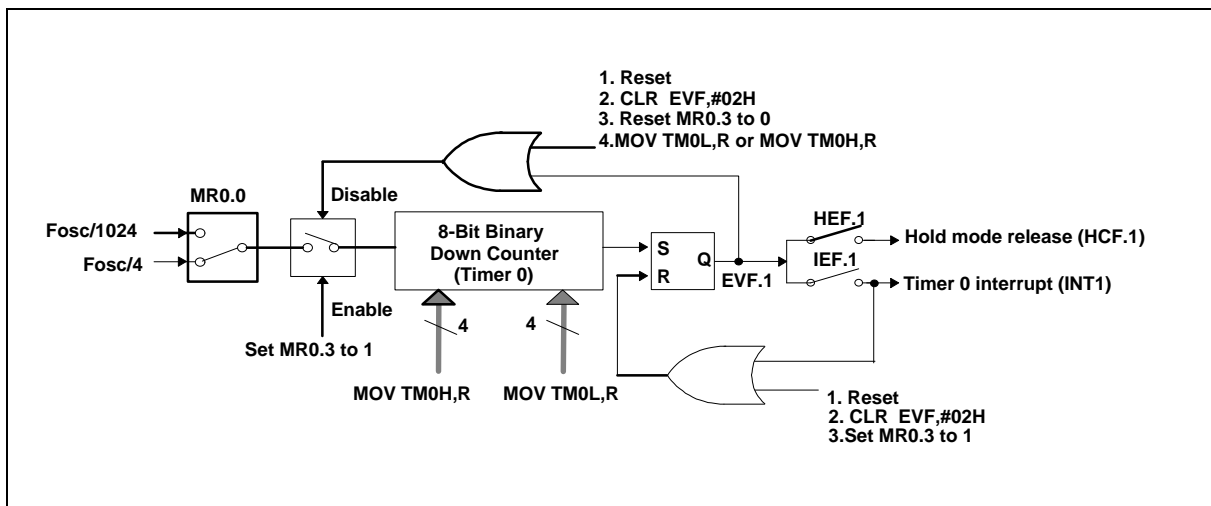 1. Reset
2. CLR EVF,#02H
3. Reset MR0.3 to 0
4.MOV TM0L,R or MOV TM0H,R
MR0.0
Disable
Fosc/1024
Fosc/4
8-Bit Binary
Down Counter
(Timer 0)
S
Q
R
EVF.1
HEF.1
Hold mode release (HCF.1)
IEF.1
Timer 0 interrupt (INT1)
Enable
Set MR0.3 to 1
4
4
MOV TM0H,R
MOV TM0L,R
1. Reset
2. CLR EVF,#02H
3.Set MR0.3 to 1